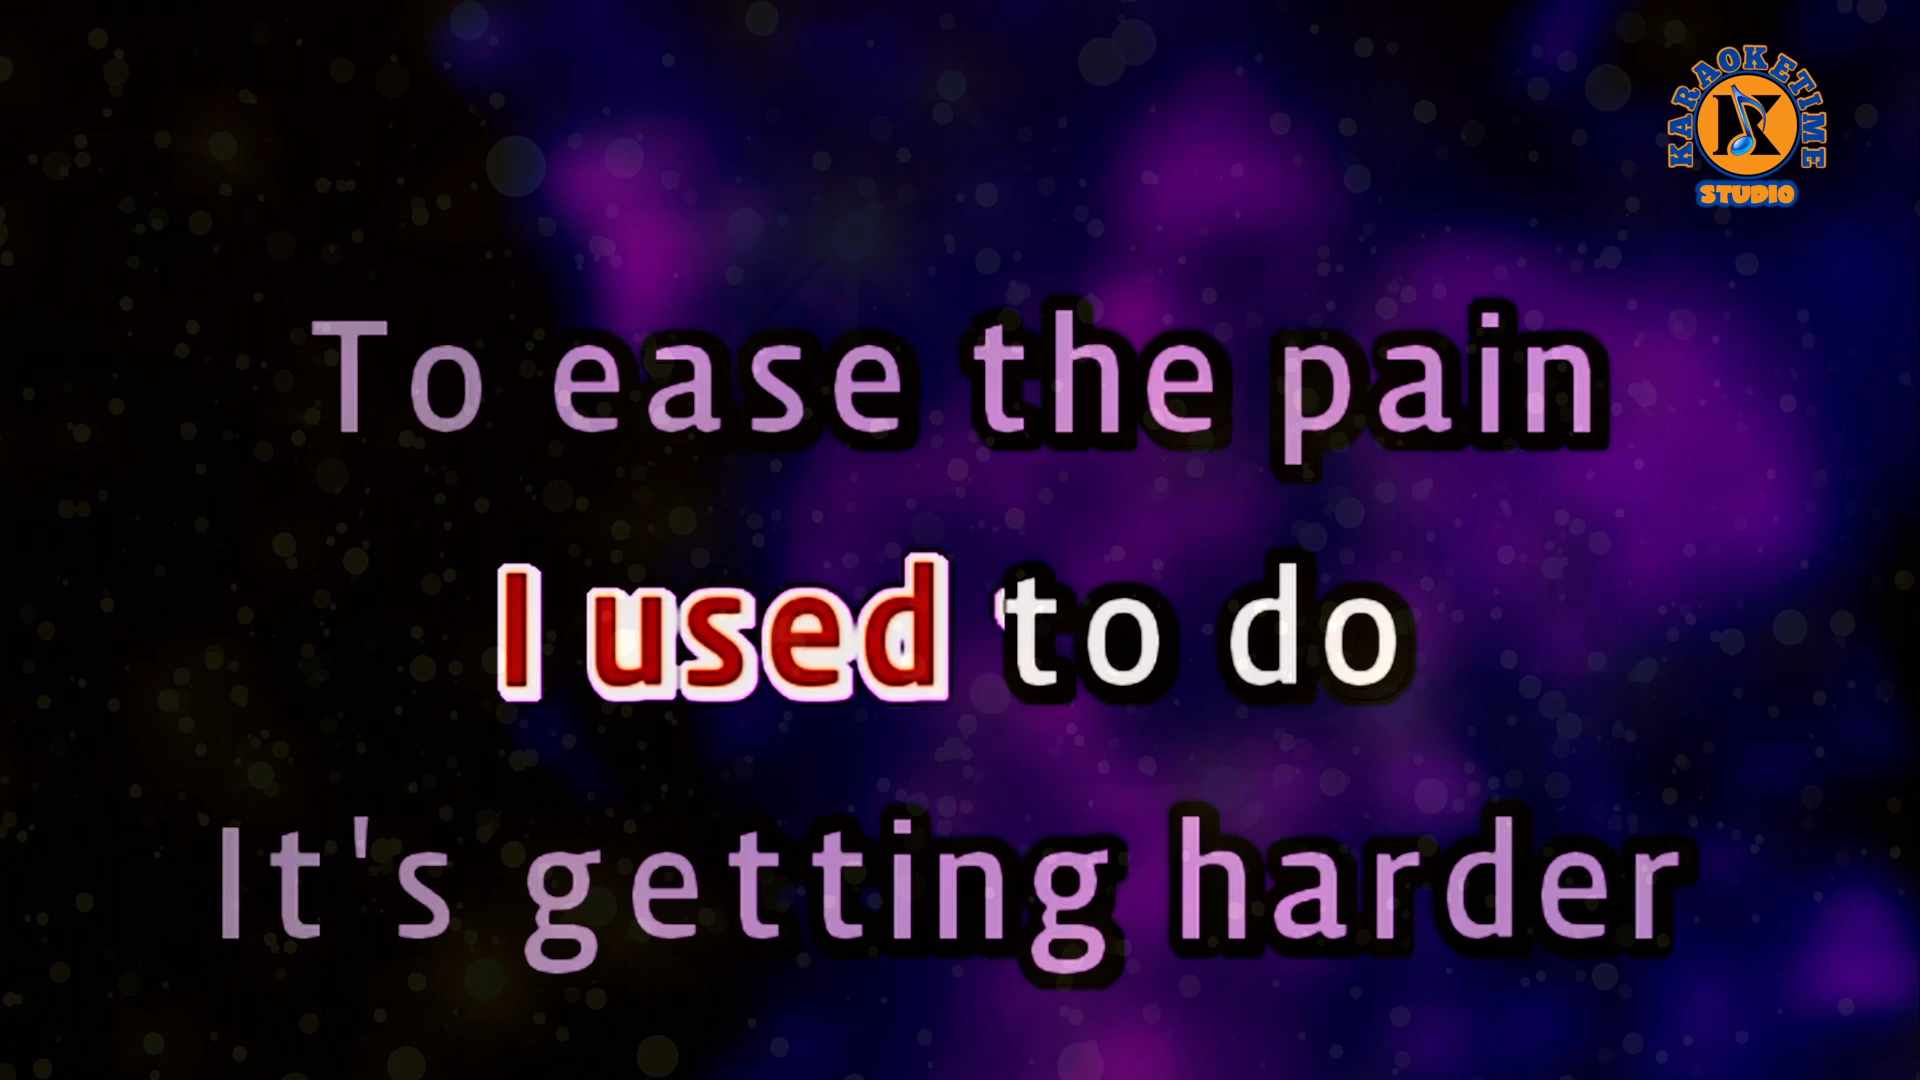 KARAOKETIME
STUDIO
To ease the pain
I used to do
It's getting harder